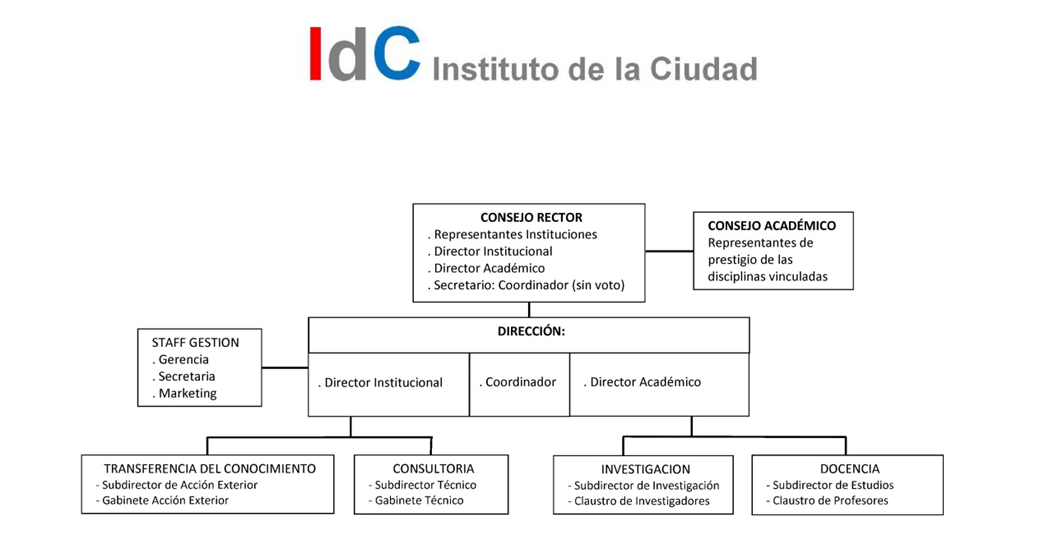 IdC Instituto de la Ciudad
CONSEJO RECTOR
. Representantes Instituciones
. Director Institucional
. Director Académico
. Secretario: Coordinador (sin voto)
CONSEJO ACADÉMICO
Representantes de
prestigio de las
disciplinas vinculadas
DIRECCIÓN:
. Director Institucional
. Coordinador
. Director Académico
STAFF GESTION
. Gerencia
. Secretaria
. Marketing
TRANSFERENCIA DEL CONOCIMIENTO
- Subdirector de Acción Exterior
- Gabinete Acción Exterior
CONSULTORIA
- Subdirector Técnico
- Gabinete Técnico
INVESTIGACION
- Subdirector de Investigación
- Claustro de Investigadores
DOCENCIA
- Subdirector de Estudios
- Claustro de Profesores